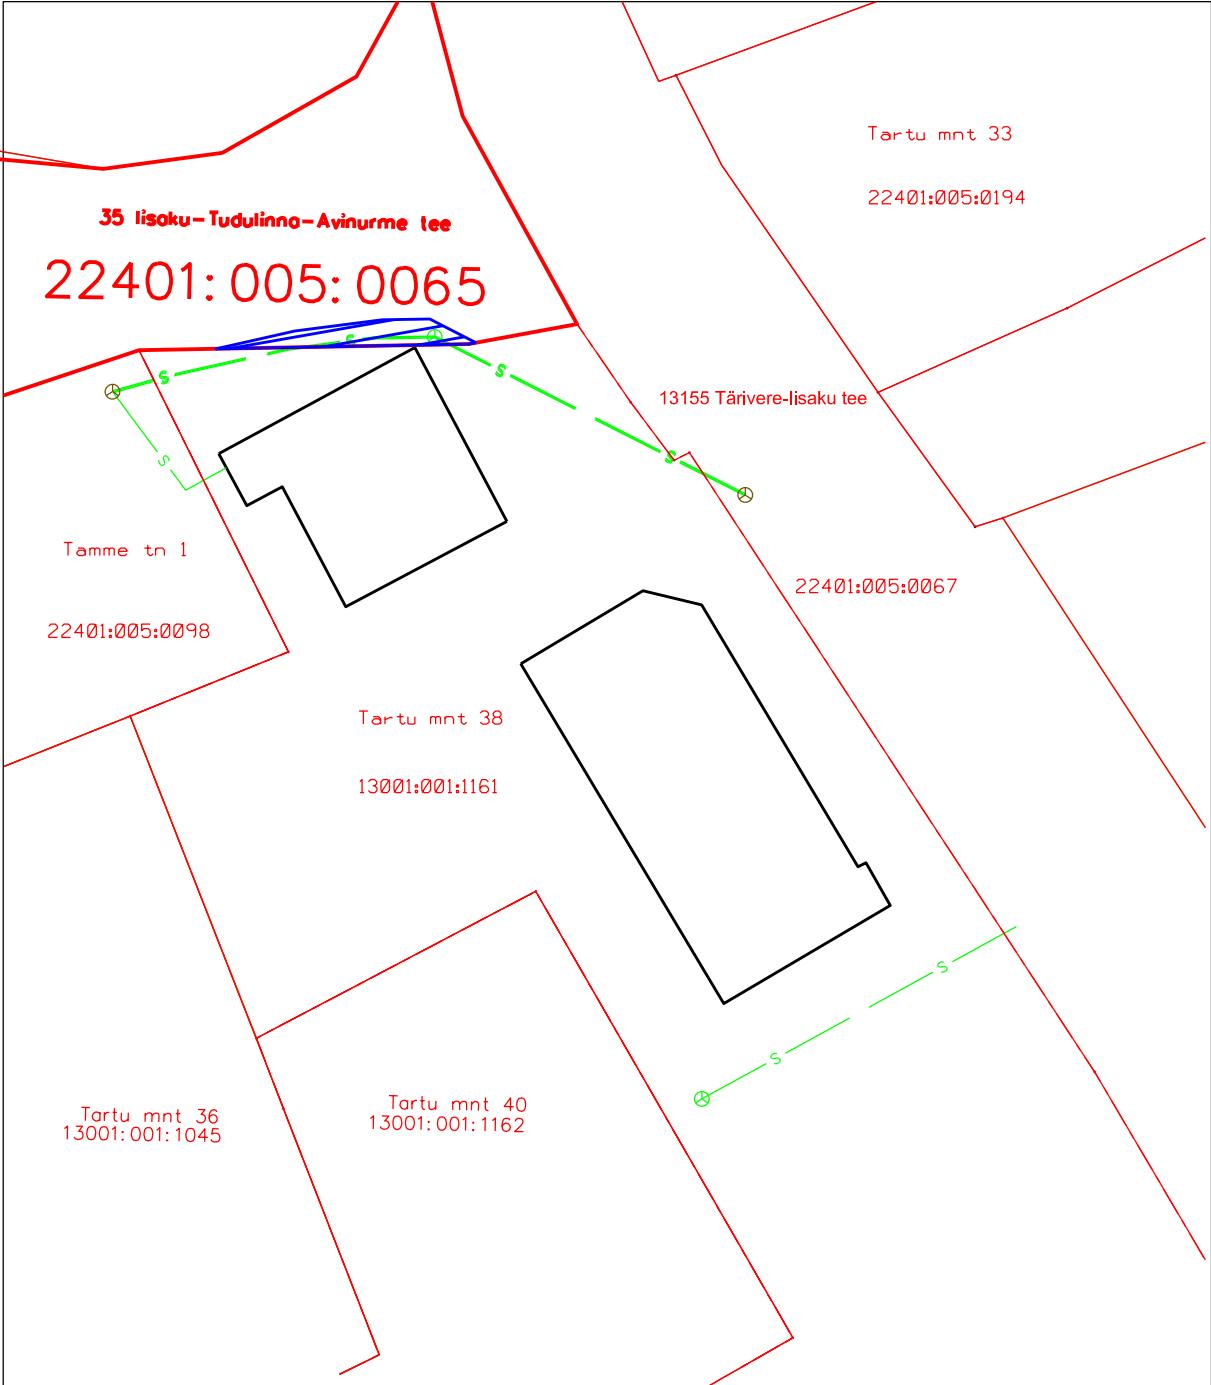 Tartu mnt 33
22401:005:0194
35 Iisaku-Tudulinna-Avinurme tee
22401:005:0065
S
S
S
S
S
13155 Tärivere-Iisaku tee
Tamme tn 1
22401:005:0098
22401:005:0067
Tartu mnt 38
13001:001:1161
S
S
Tartu mnt 36
13001:001:1045
Tartu mnt 40
13001:001:1162